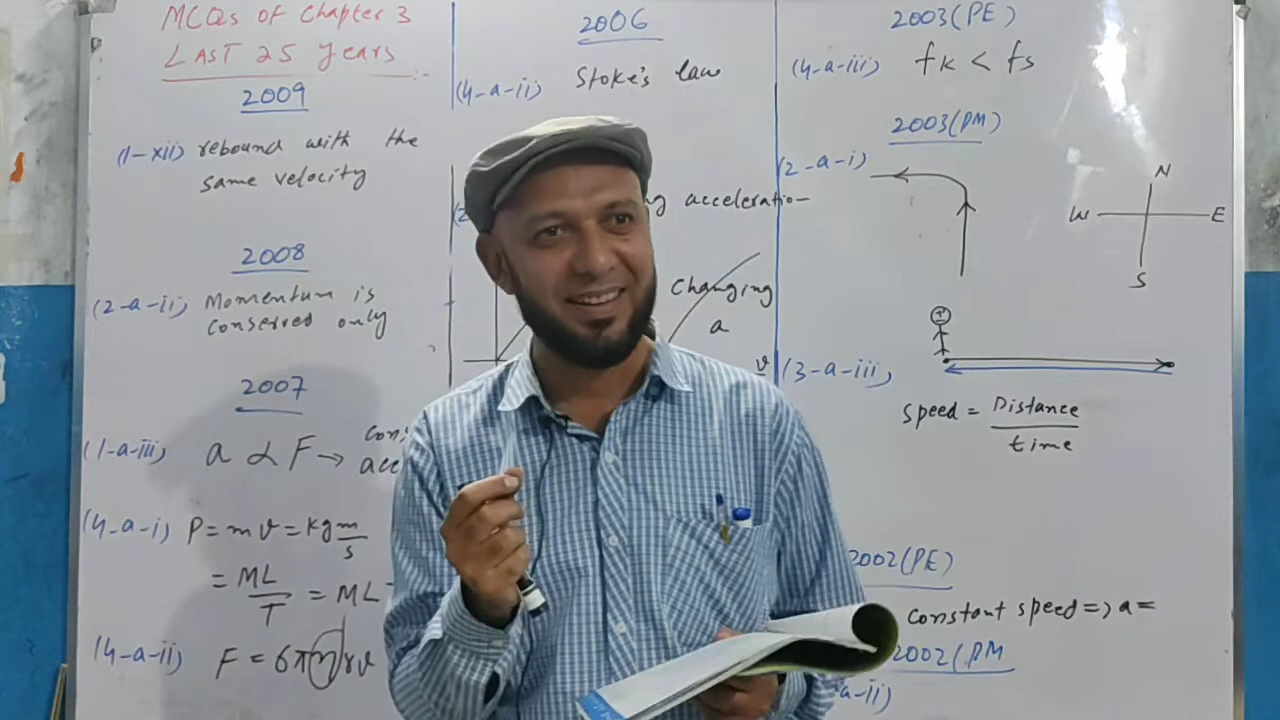 MCQs of Chapter 3
LAST 25 years
2009
(1-xii) rebound with the
same velocity
2008
(2-a-ii) Momentum is
conserved only
2007
(1-a-iii) a ∝ F →
(4-a-i) P = mv = kg m/s
= ML/T = ML
(4-a-ii) F = 6πηrv
2006
(4-a-ii) Stoke's law
acceleratio-
Changing
a
v
2003(PE)
(4-a-iii) fk < fs
2003(PM)
(2-a-i)
N
W E
S
(3-a-iii)
Speed = Distance
time
2002(PE)
Constant speed => a =
2002(PM
a-ii)